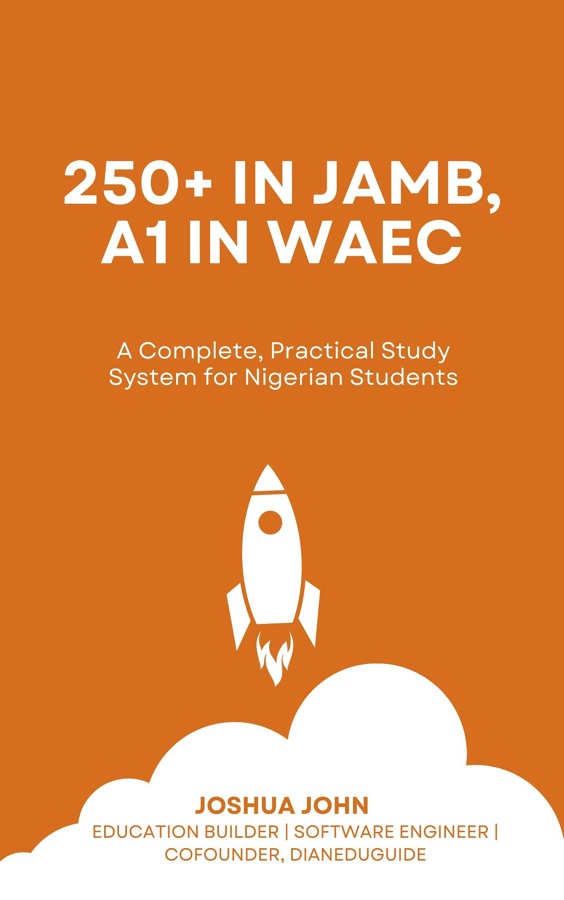 250+ IN JAMB,
A1 IN WAEC
A Complete, Practical Study
System for Nigerian Students
JOSHUA JOHN
EDUCATION BUILDER | SOFTWARE ENGINEER |
COFOUNDER, DIANEDUGUIDE